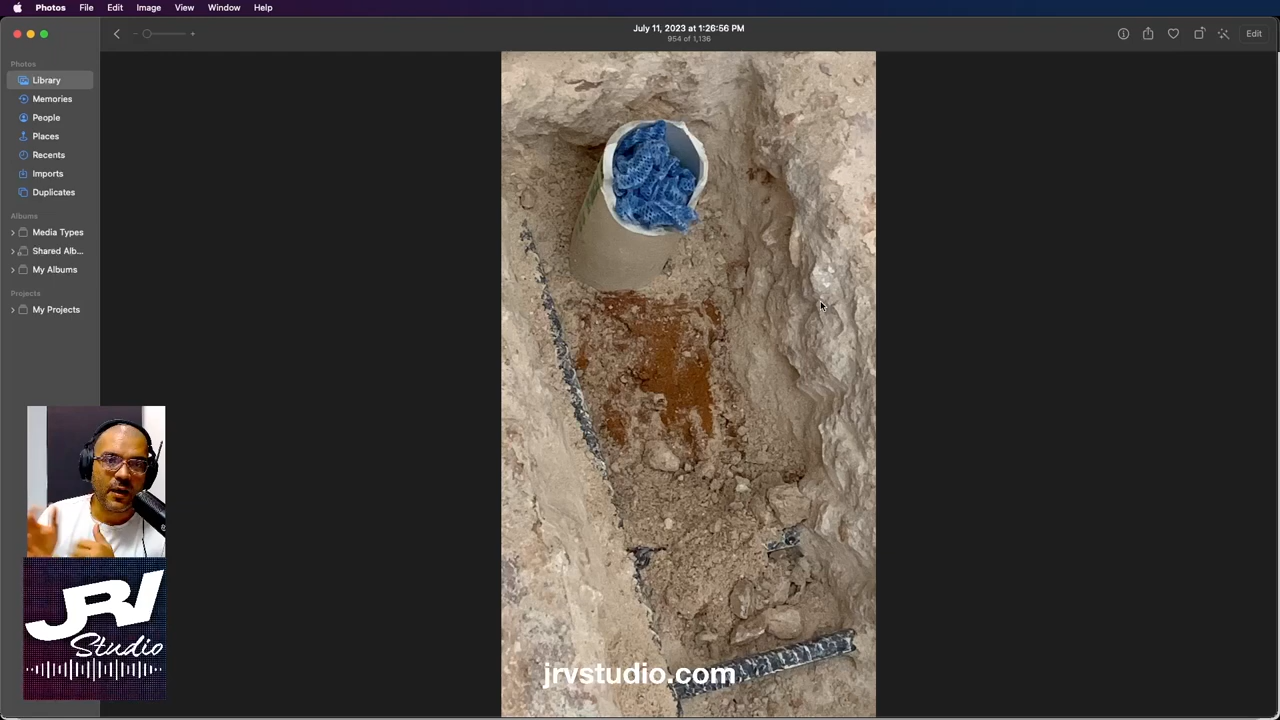 Photos File Edit Image View Window Help
July 11, 2023 at 1:26:56 PM
954 of 1,136
Edit
Photos
Library
Memories
People
Places
Recents
Imports
Duplicates
Albums
Media Types
Shared Alb...
My Albums
Projects
My Projects
JRV
Studio
jrvstudio.com